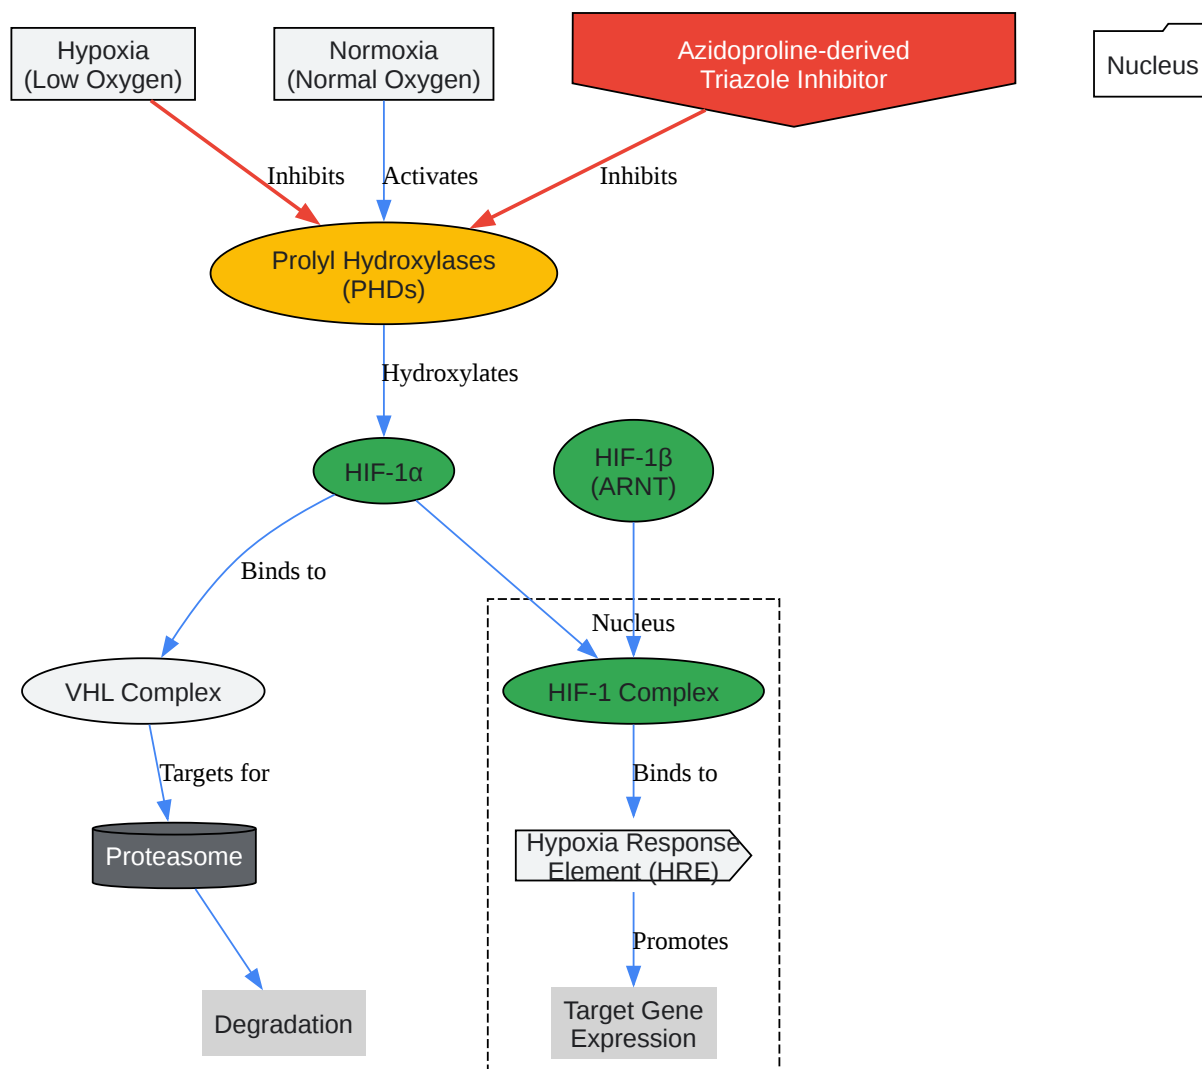 Hypoxia
(Low Oxygen)
Normoxia
(Normal Oxygen)
Azidoproline-derived
Triazole Inhibitor
Nucleus
Inhibits
Activates
Inhibits
Prolyl Hydroxylases
(PHDs)
Hydroxylates
HIF-1α
HIF-1β
(ARNT)
Binds to
Nucleus
VHL Complex
HIF-1 Complex
Targets for
Binds to
Proteasome
Hypoxia Response
Element (HRE)
Promotes
Degradation
Target Gene
Expression